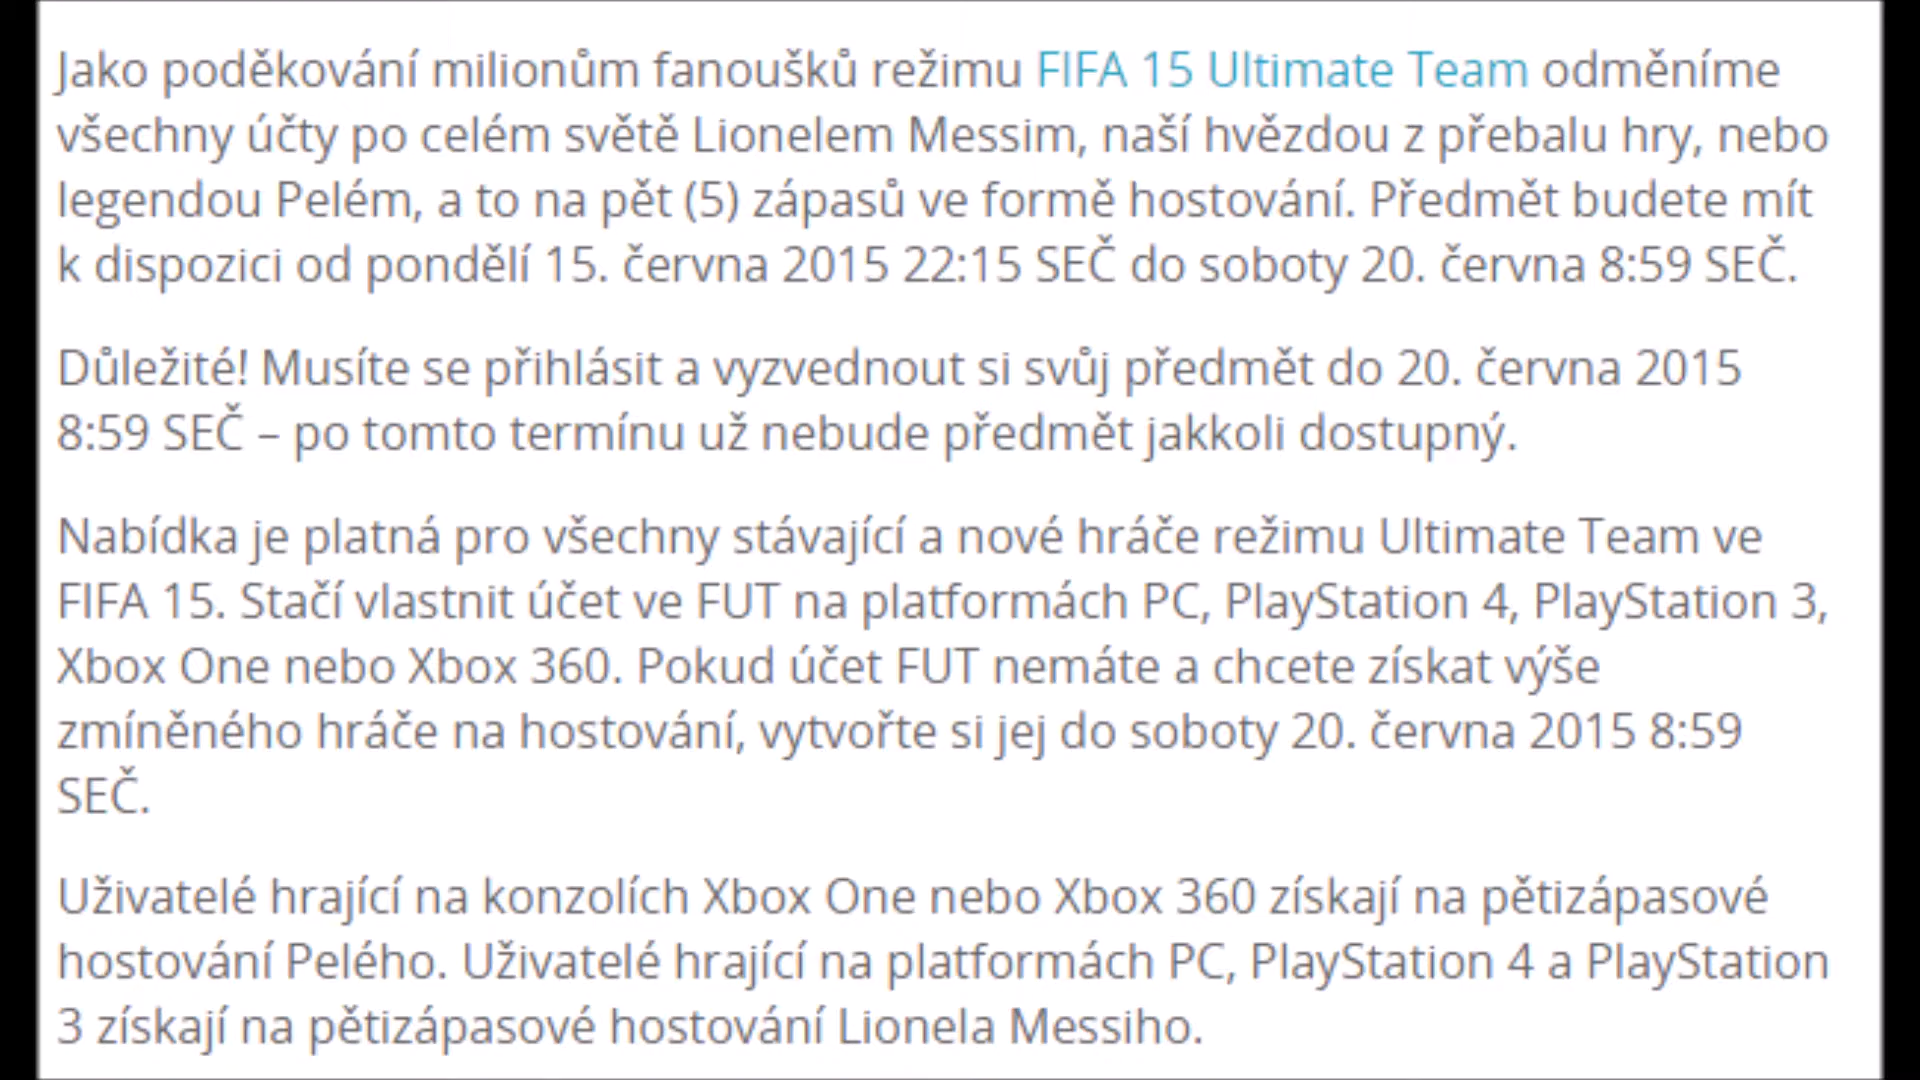 Jako poděkování milionům fanoušků režimu FIFA 15 Ultimate Team odměníme
všechny účty po celém světě Lionelem Messim, naší hvězdou z přebalu hry, nebo
legendou Pelém, a to na pět (5) zápasů ve formě hostování. Předmět budete mít
k dispozici od pondělí 15. června 2015 22:15 SEČ do soboty 20. června 8:59 SEČ.
Důležité! Musíte se přihlásit a vyzvednout si svůj předmět do 20. června 2015
8:59 SEČ – po tomto termínu už nebude předmět jakkoli dostupný.
Nabídka je platná pro všechny stávající a nové hráče režimu Ultimate Team ve
FIFA 15. Stačí vlastnit účet ve FUT na platformách PC, PlayStation 4, PlayStation 3,
Xbox One nebo Xbox 360. Pokud účet FUT nemáte a chcete získat výše
zmíněného hráče na hostování, vytvořte si jej do soboty 20. června 2015 8:59
SEČ.
Uživatelé hrající na konzolích Xbox One nebo Xbox 360 získají na pětizápasové
hostování Pelého. Uživatelé hrající na platformách PC, PlayStation 4 a PlayStation
3 získají na pětizápasové hostování Lionela Messiho.